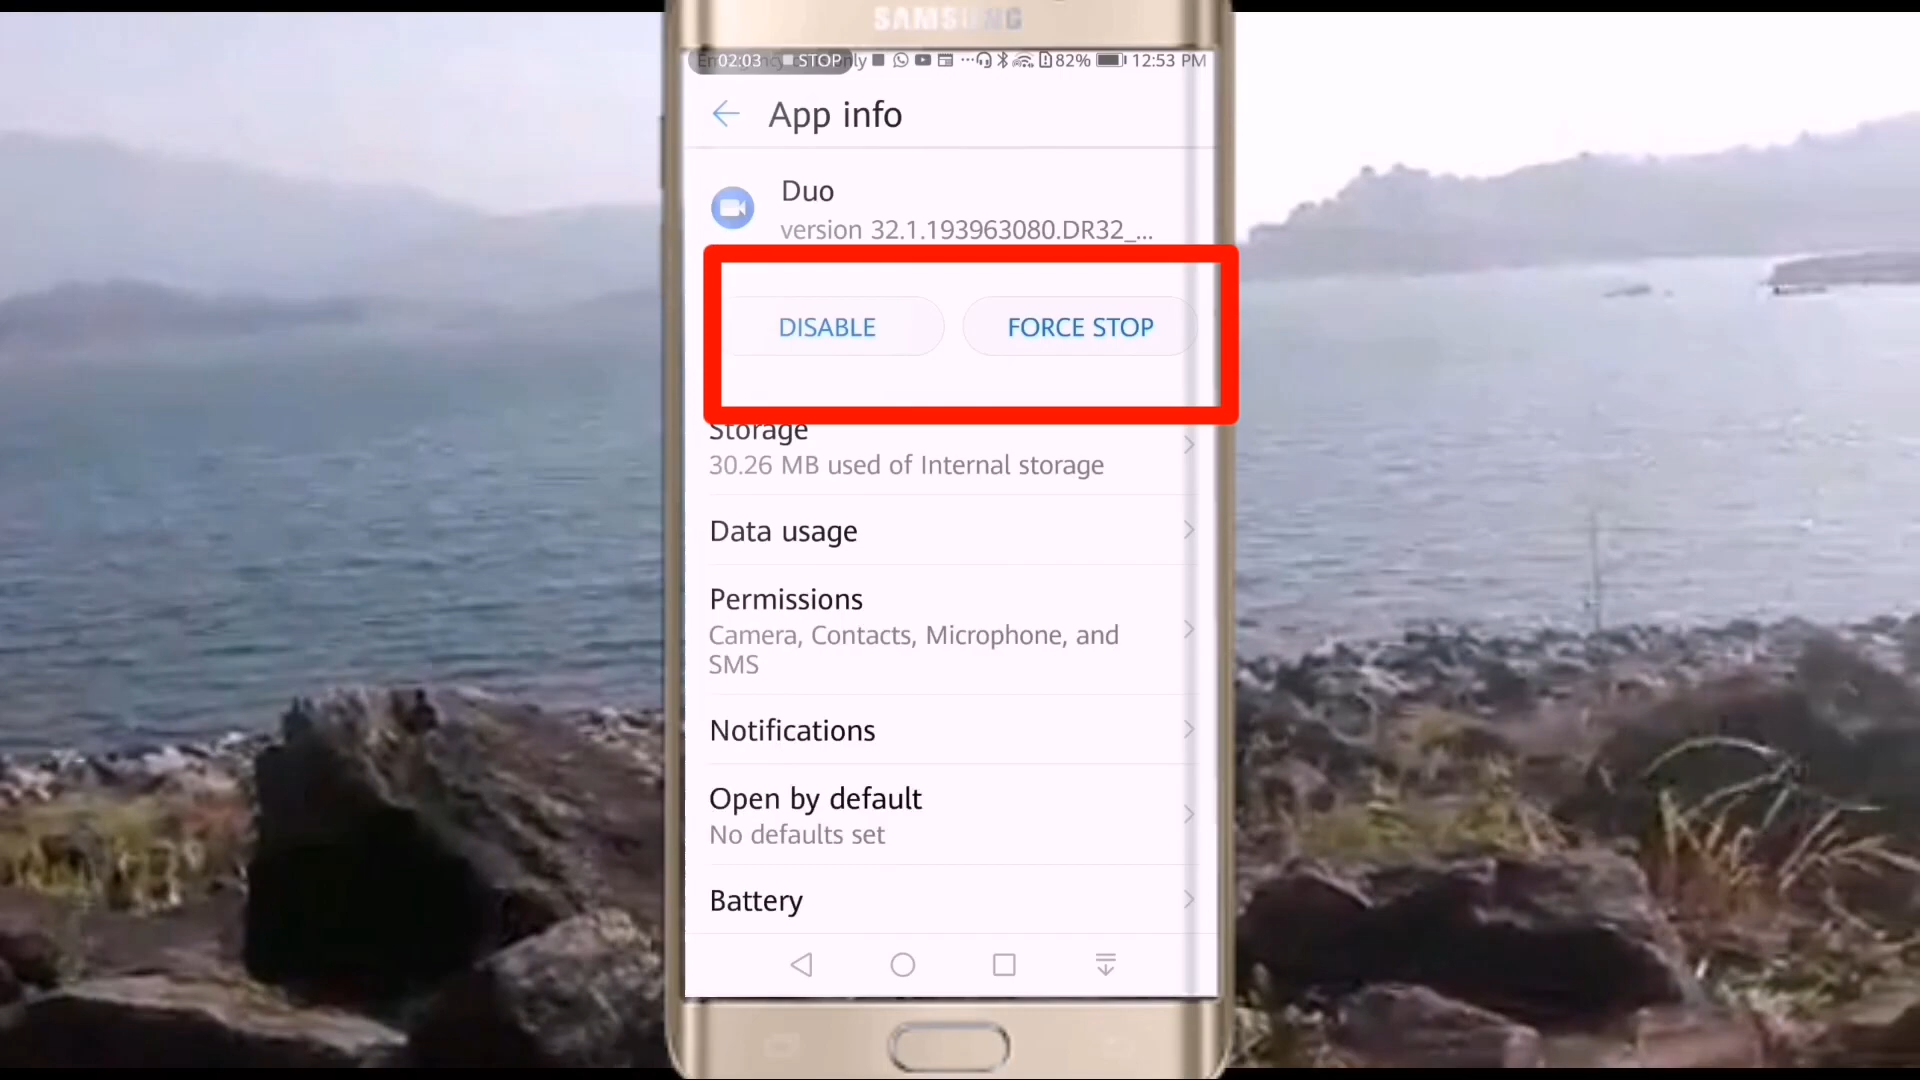 SAMSUNG
02:03 STOP ly 82% 12:53 PM
App info
Duo
version 32.1.193963080.DR32_...
DISABLE
FORCE STOP
Storage
30.26 MB used of Internal storage
Data usage
Permissions
Camera, Contacts, Microphone, and
SMS
Notifications
Open by default
No defaults set
Battery